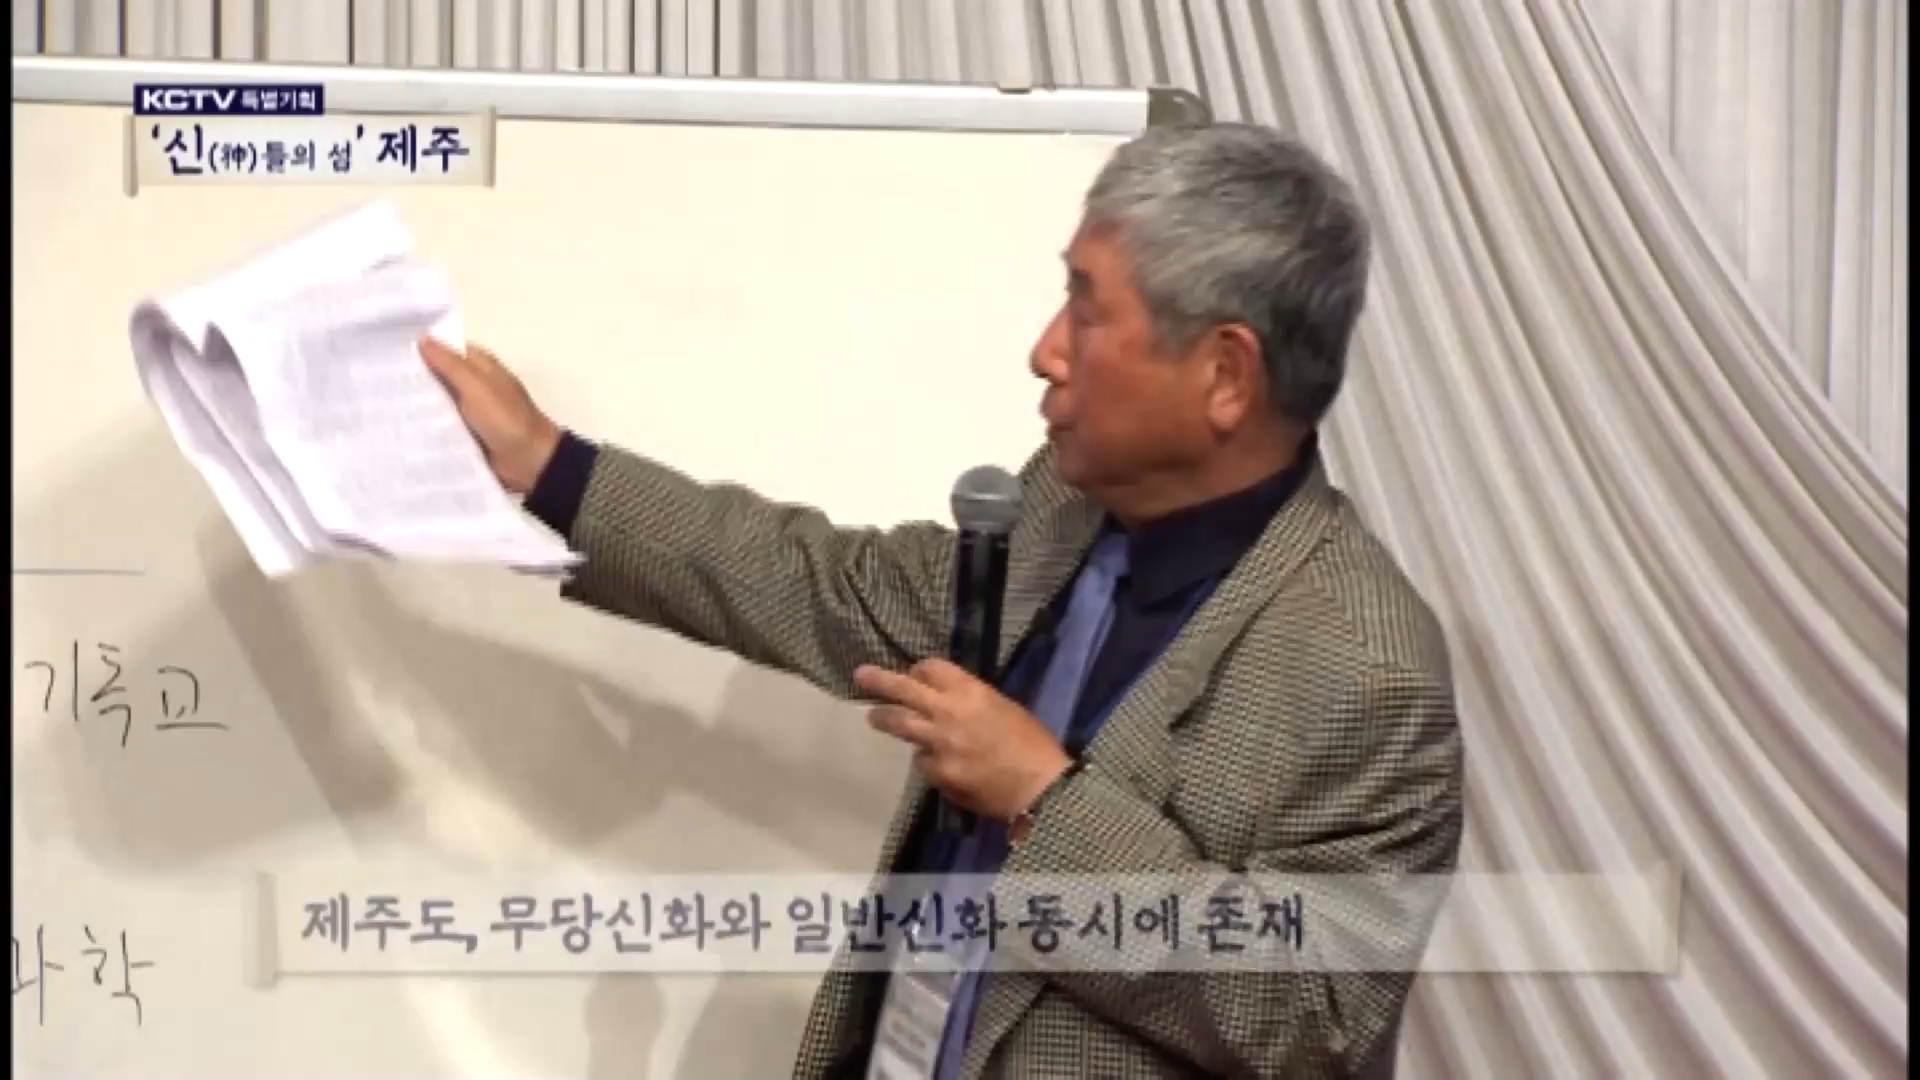 KCTV 특별기획
'신(神)들의 섬' 제주
기독교
제주도, 무당신화와 일반신화 동시에 존재
과학